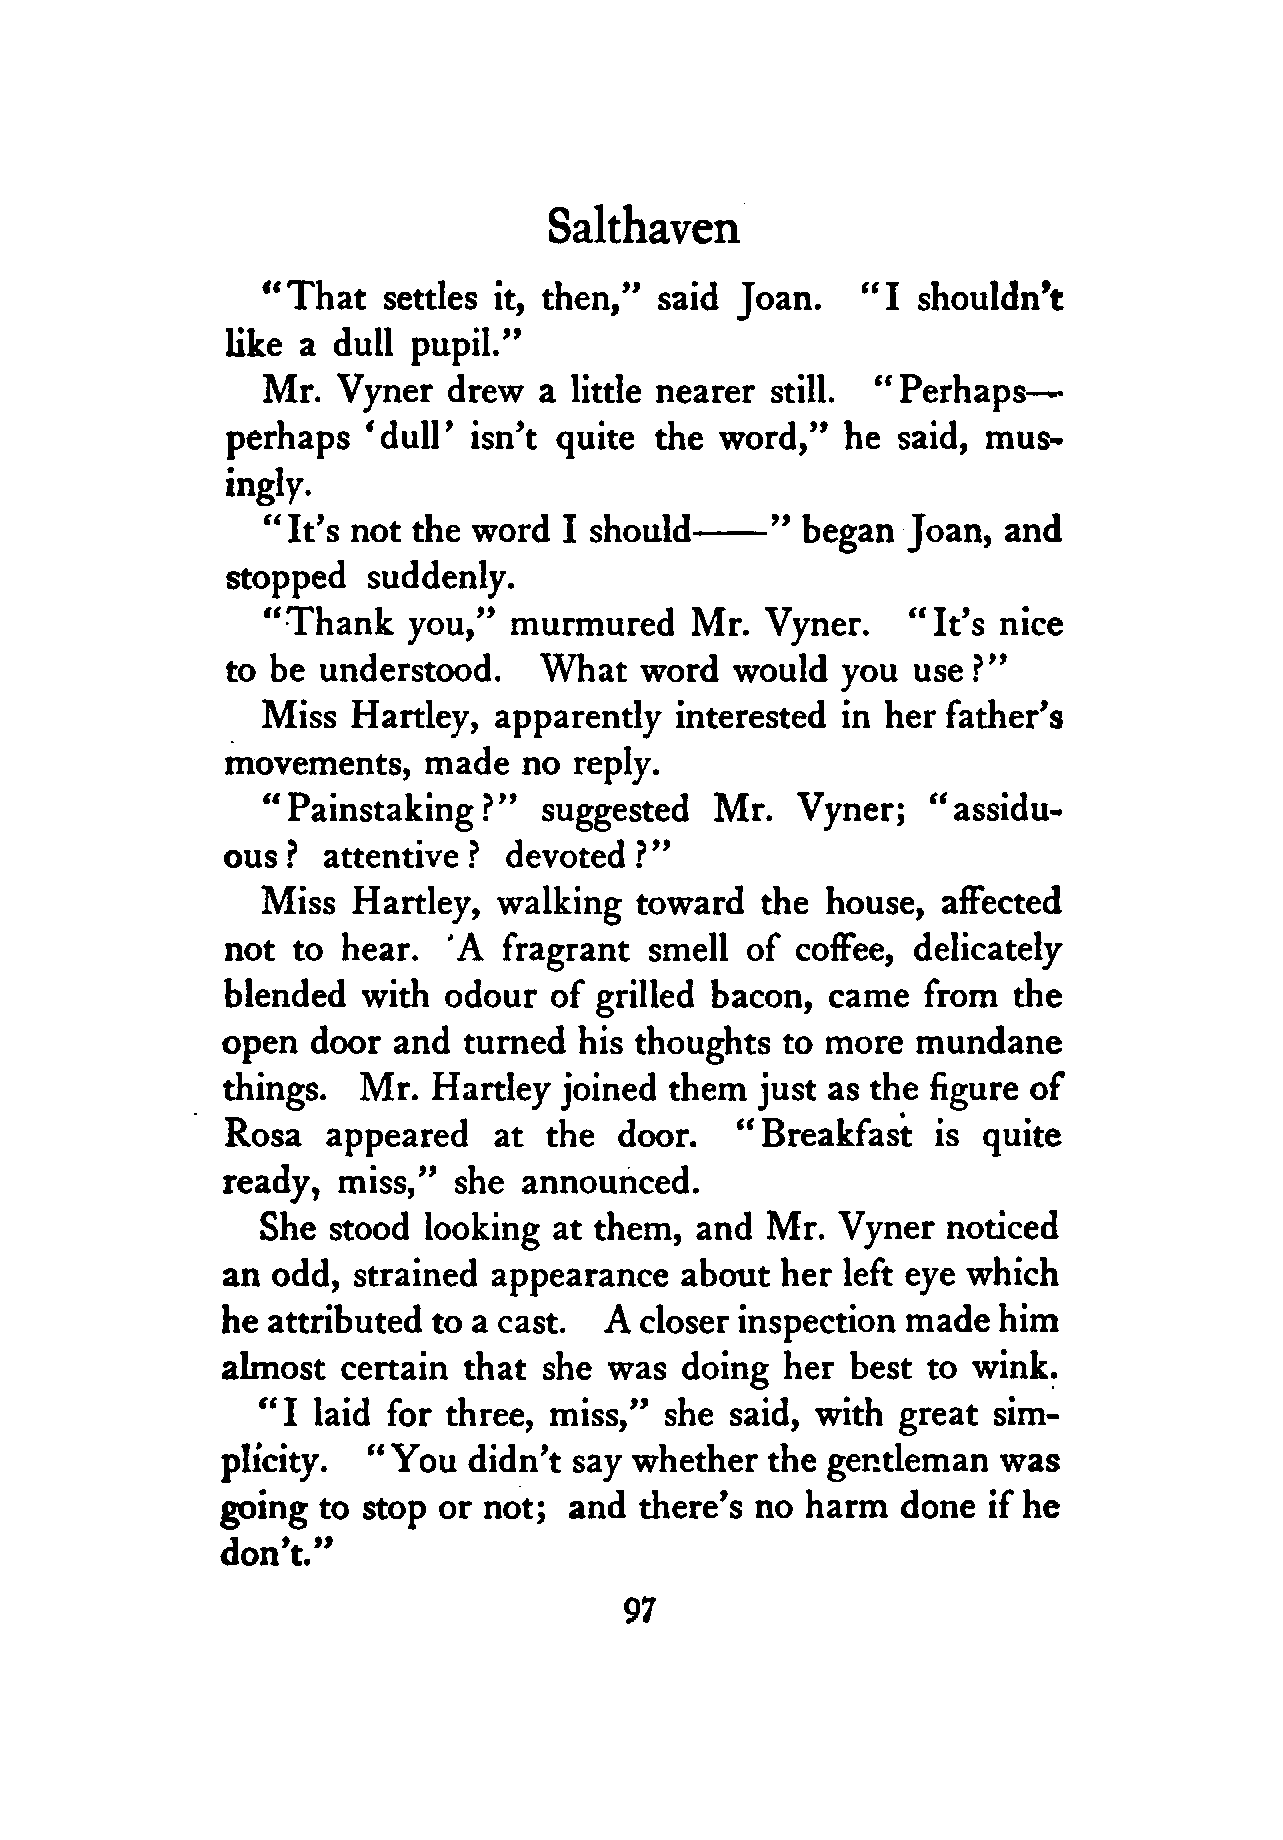 Salthaven
"That settles it, then," said Joan. "I shouldn't
like a dull pupil."
Mr. Vyner drew a little nearer still. "Perhaps—
perhaps 'dull' isn't quite the word," he said, mus-
ingly.
"It's not the word I should——" began Joan, and
stopped suddenly.
"Thank you," murmured Mr. Vyner. "It's nice
to be understood. What word would you use?"
Miss Hartley, apparently interested in her father's
movements, made no reply.
"Painstaking?" suggested Mr. Vyner; "assidu-
ous? attentive? devoted?"
Miss Hartley, walking toward the house, affected
not to hear. A fragrant smell of coffee, delicately
blended with odour of grilled bacon, came from the
open door and turned his thoughts to more mundane
things. Mr. Hartley joined them just as the figure of
Rosa appeared at the door. "Breakfast is quite
ready, miss," she announced.
She stood looking at them, and Mr. Vyner noticed
an odd, strained appearance about her left eye which
he attributed to a cast. A closer inspection made him
almost certain that she was doing her best to wink.
"I laid for three, miss," she said, with great sim-
plicity. "You didn't say whether the gentleman was
going to stop or not; and there's no harm done if he
don't."
97